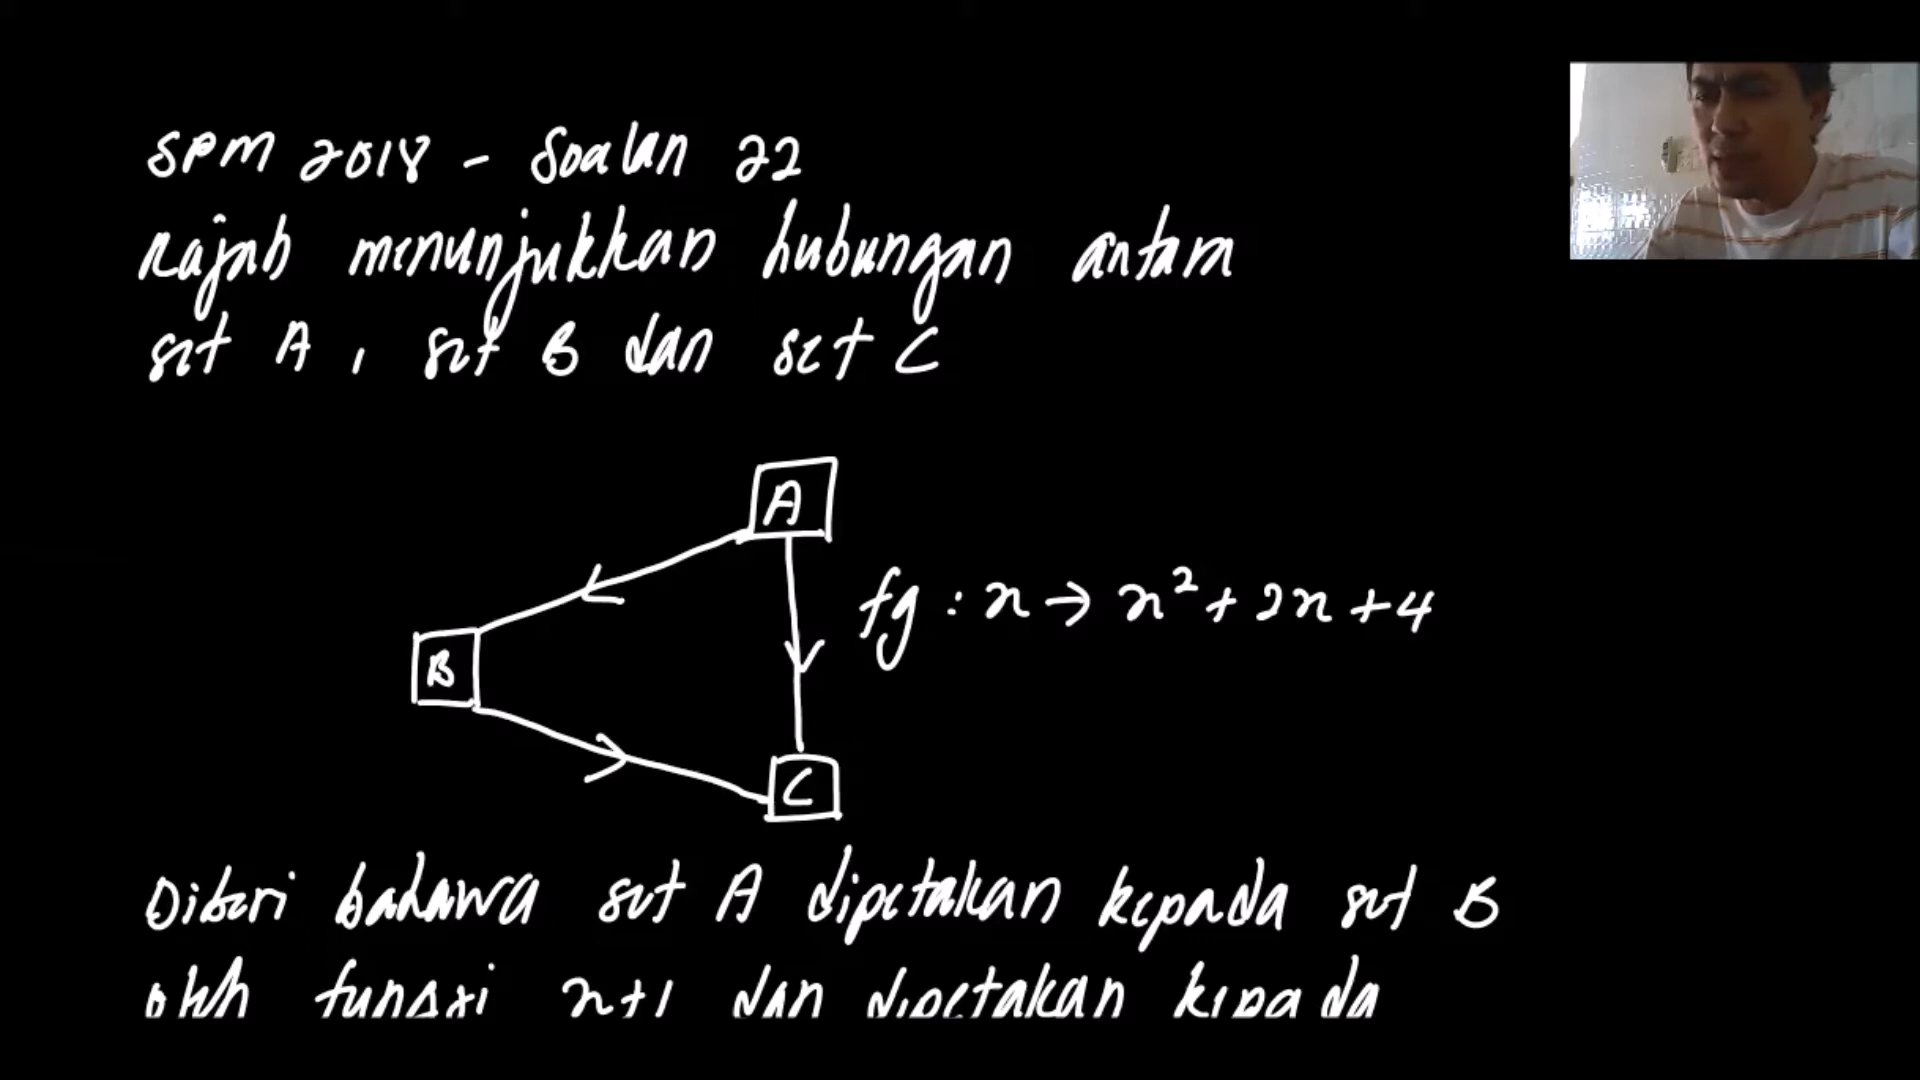 SPM 2018 - Soalan 22
Rajah menunjukkan hubungan antara
set A, set B dan set C
A
fg : x → x² + 2x + 4
B
C
Diberi bahawa set A dipetakan kepada set B
oleh fungsi x+1 dan dipetakan kepada